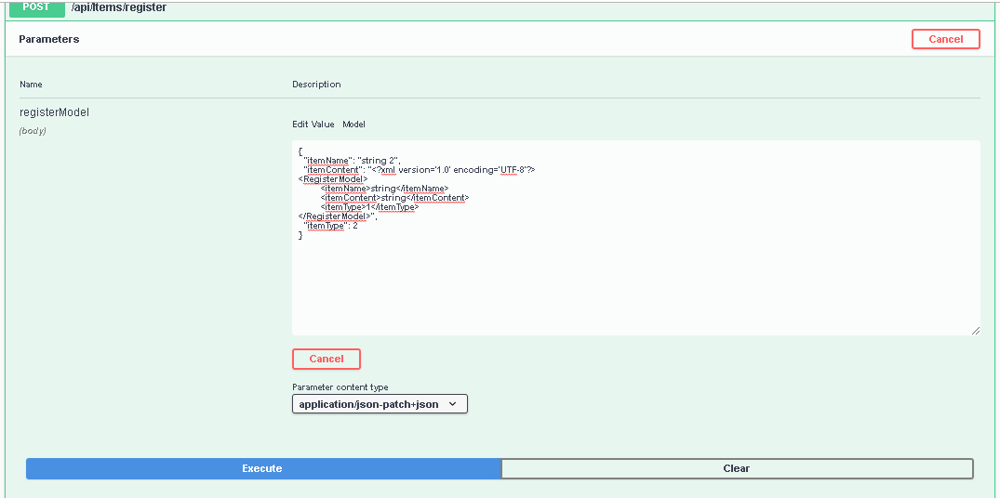 POST /api/Items/register
Parameters
Cancel
Name Description
registerModel
(body)
Edit Value Model
{
"itemName": "string 2",
"itemContent": "<?xml version='1.0' encoding='UTF-8'?>
<RegisterModel>
<itemName>string</itemName>
<itemContent>string</itemContent>
<itemType>1</itemType>
</RegisterModel>",
"itemType": 2
}
Cancel
Parameter content type
application/json-patch+json
Execute Clear